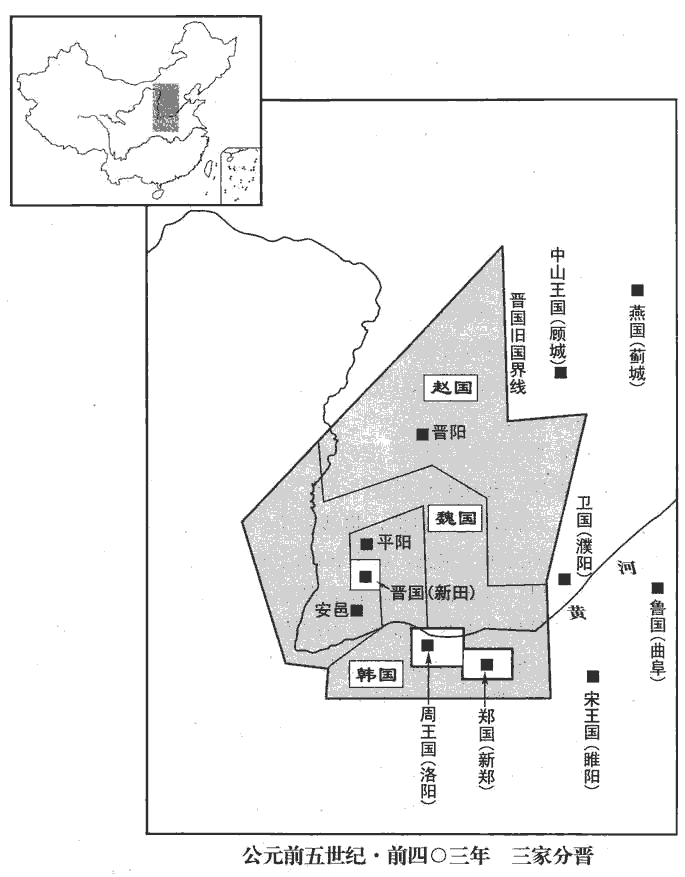 中山王国(顾城)
燕国(蓟城)
晋国旧国界线
赵国
晋阳
魏国
卫国(濮阳)
平阳
河
黄
晋国(新田)
安邑
鲁国(曲阜)
韩国
宋王国(睢阳)
周王国(洛阳)
郑国(新郑)
公元前五世纪·前四〇三年 三家分晋